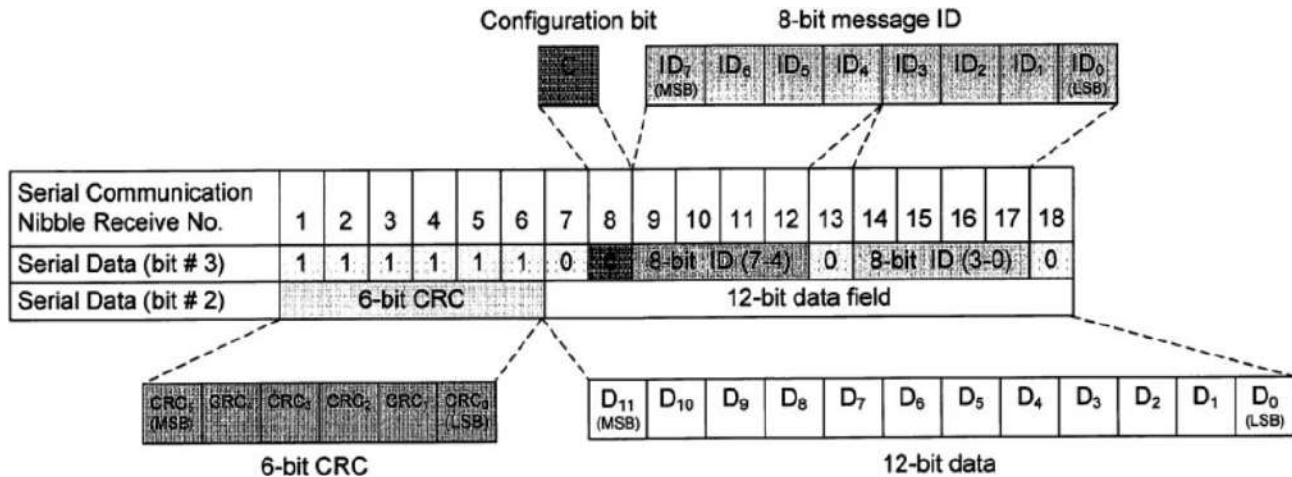 Configuration bit 8-bit message ID
C ID7 ID6 ID5 ID4 ID3 ID2 ID1 ID0
(MSB) (LSB)
Serial Communication
Nibble Receive No. 1 2 3 4 5 6 7 8 9 10 11 12 13 14 15 16 17 18
Serial Data (bit # 3) 1 1 1 1 1 1 0 8-bit ID (7-4) 0 8-bit ID (3-0) 0
Serial Data (bit # 2) 6-bit CRC 12-bit data field
CRC5 CRC4 CRC3 CRC2 CRC1 CRC0 D11 D10 D9 D8 D7 D6 D5 D4 D3 D2 D1 D0
(MSB) (LSB) (MSB) (LSB)
6-bit CRC 12-bit data